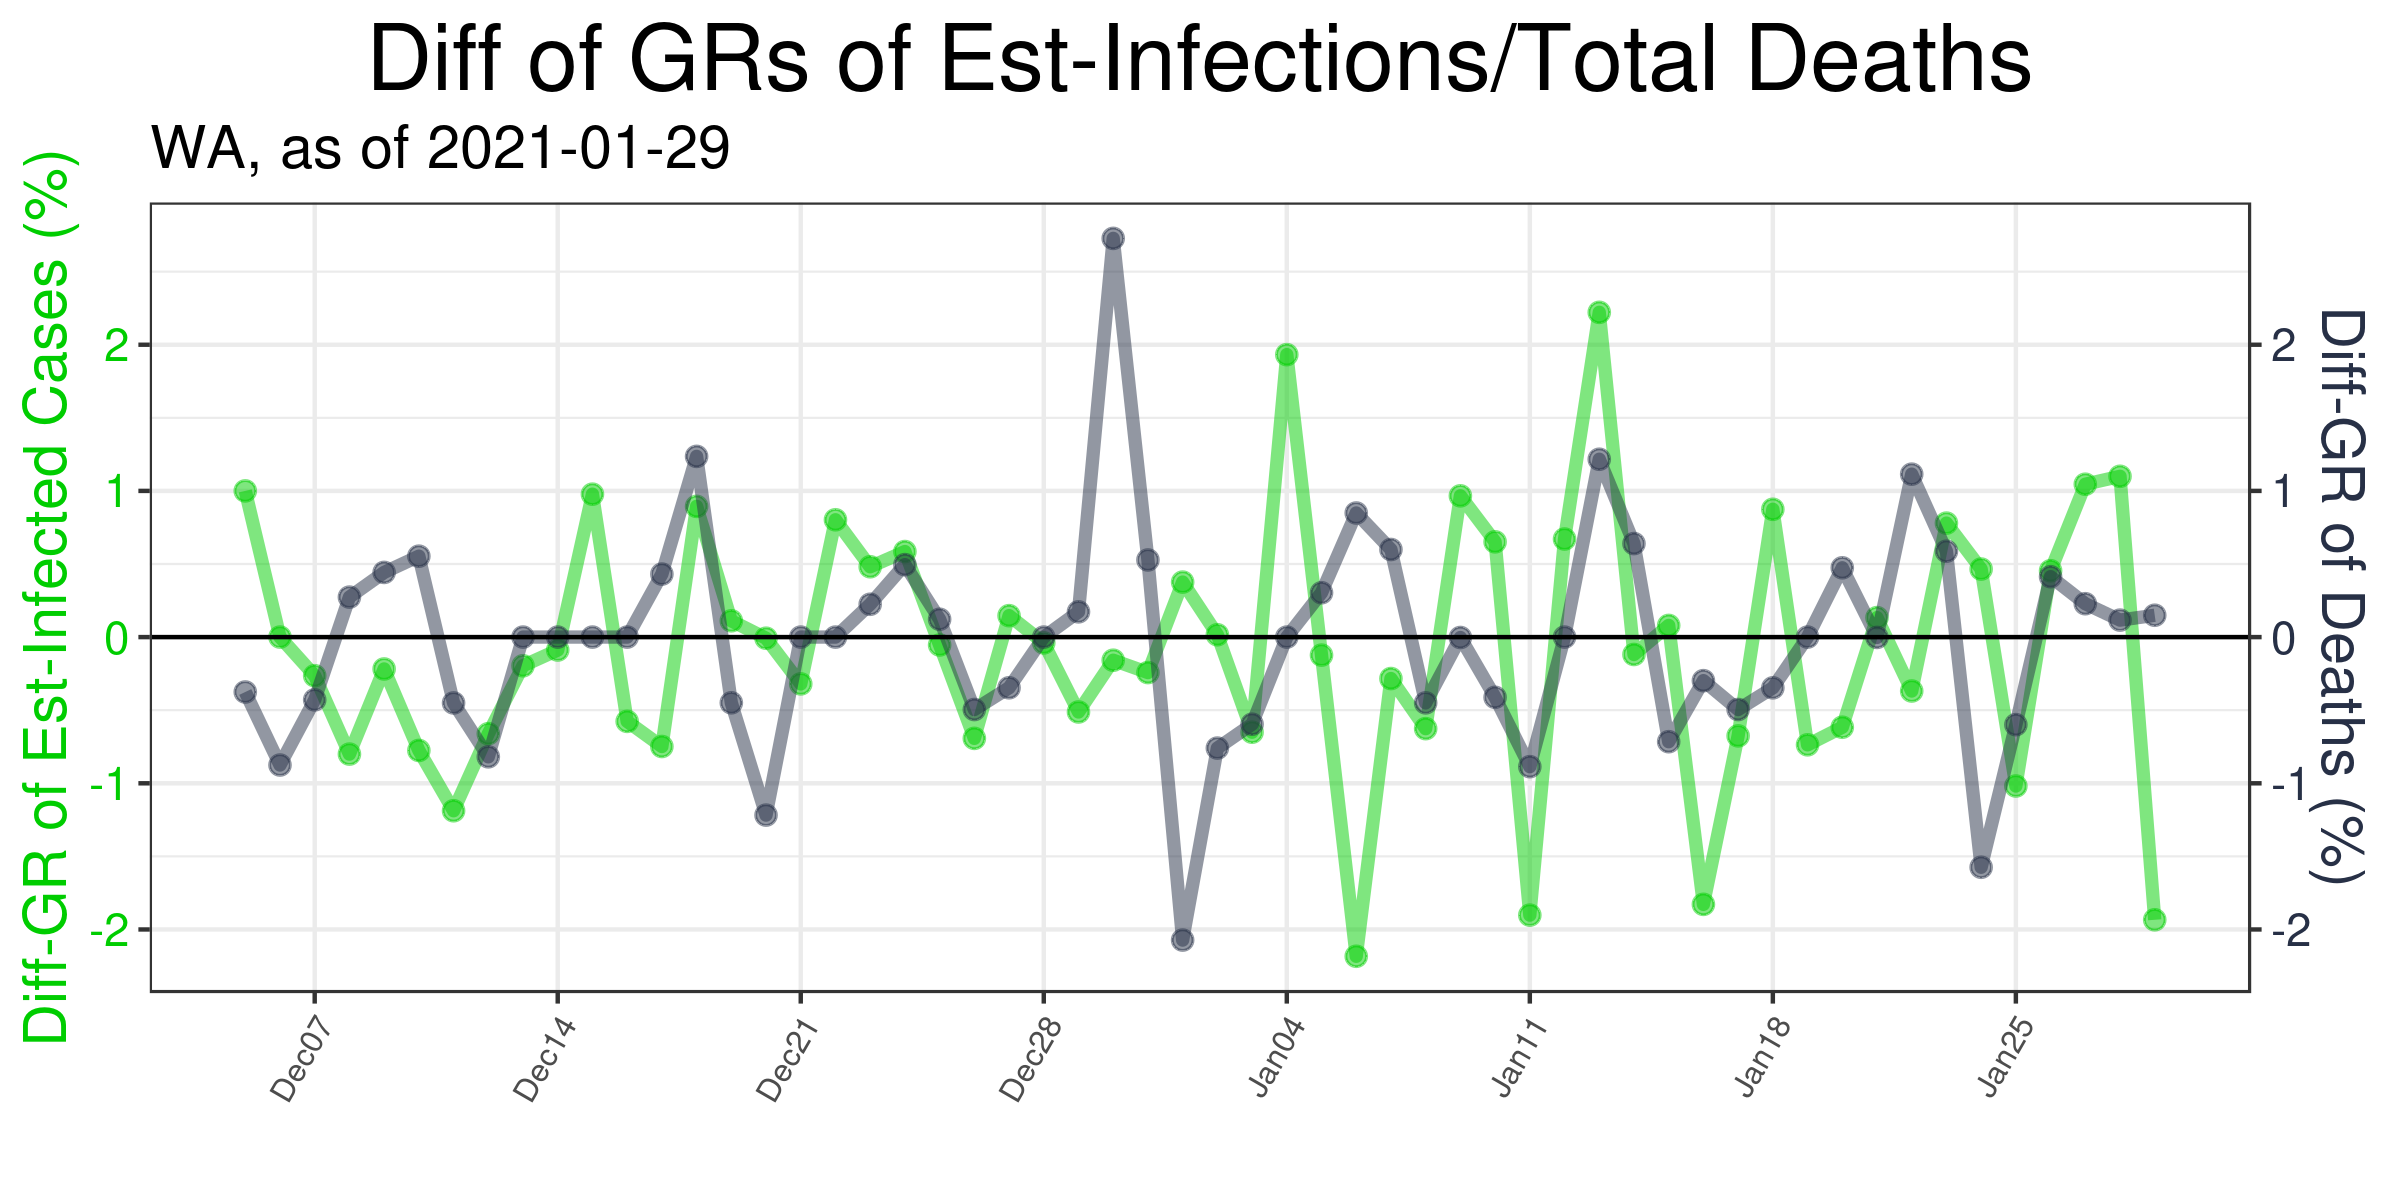 Diff of GRs of Est-Infections/Total Deaths
WA, as of 2021-01-29
Diff-GR of Est-Infected Cases (%)
2
1
0
-1
-2
2
1
0
-1
-2
Diff-GR of Deaths (%)
Dec07
Dec14
Dec21
Dec28
Jan04
Jan11
Jan18
Jan25